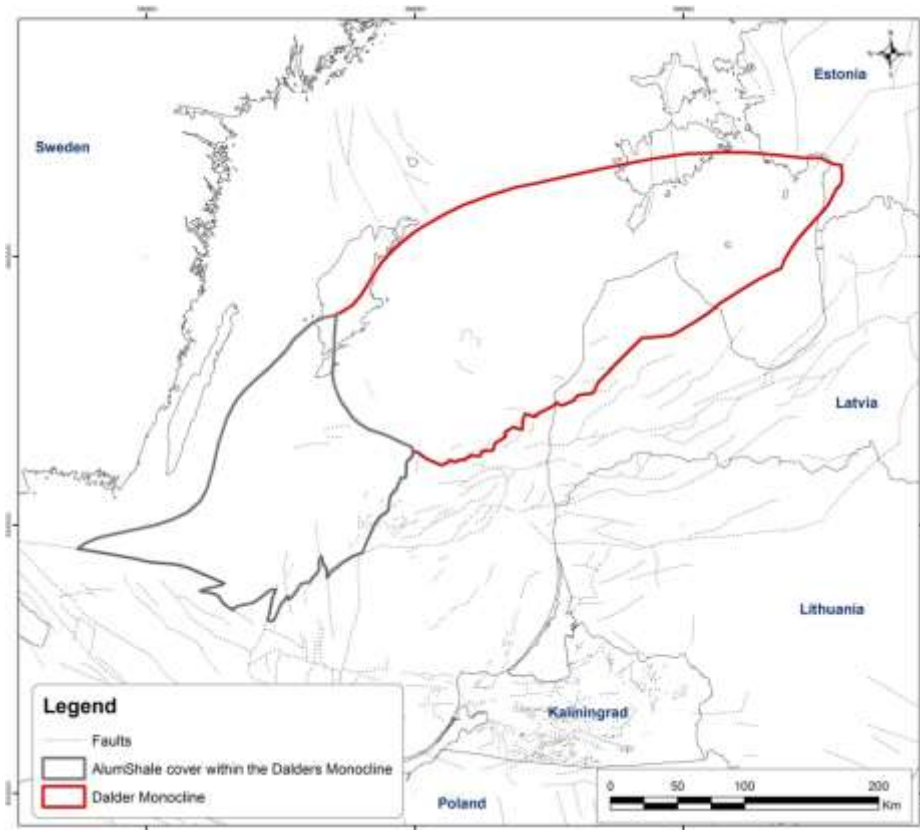 Estonia
Sweden
Latvia
Lithuania
Kaliningrad
Poland
Legend
Faults
AlumShale cover within the Dalders Monocline
Dalder Monocline
0 50 100 200
Km